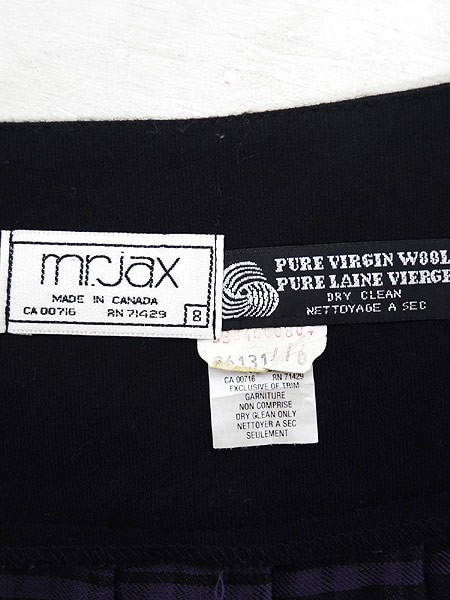 mr.jax
MADE IN CANADA
CA 00716 RN 71429 8
PURE VIRGIN WOOL
PURE LAINE VIERGE
DRY CLEAN
NETTOYAGE A SEC
CA 00716 RN 71429
EXCLUSIVE OF TRIM
GARNITURE
NON COMPRISE
DRY CLEAN ONLY
NETTOYER A SEC
SEULEMENT